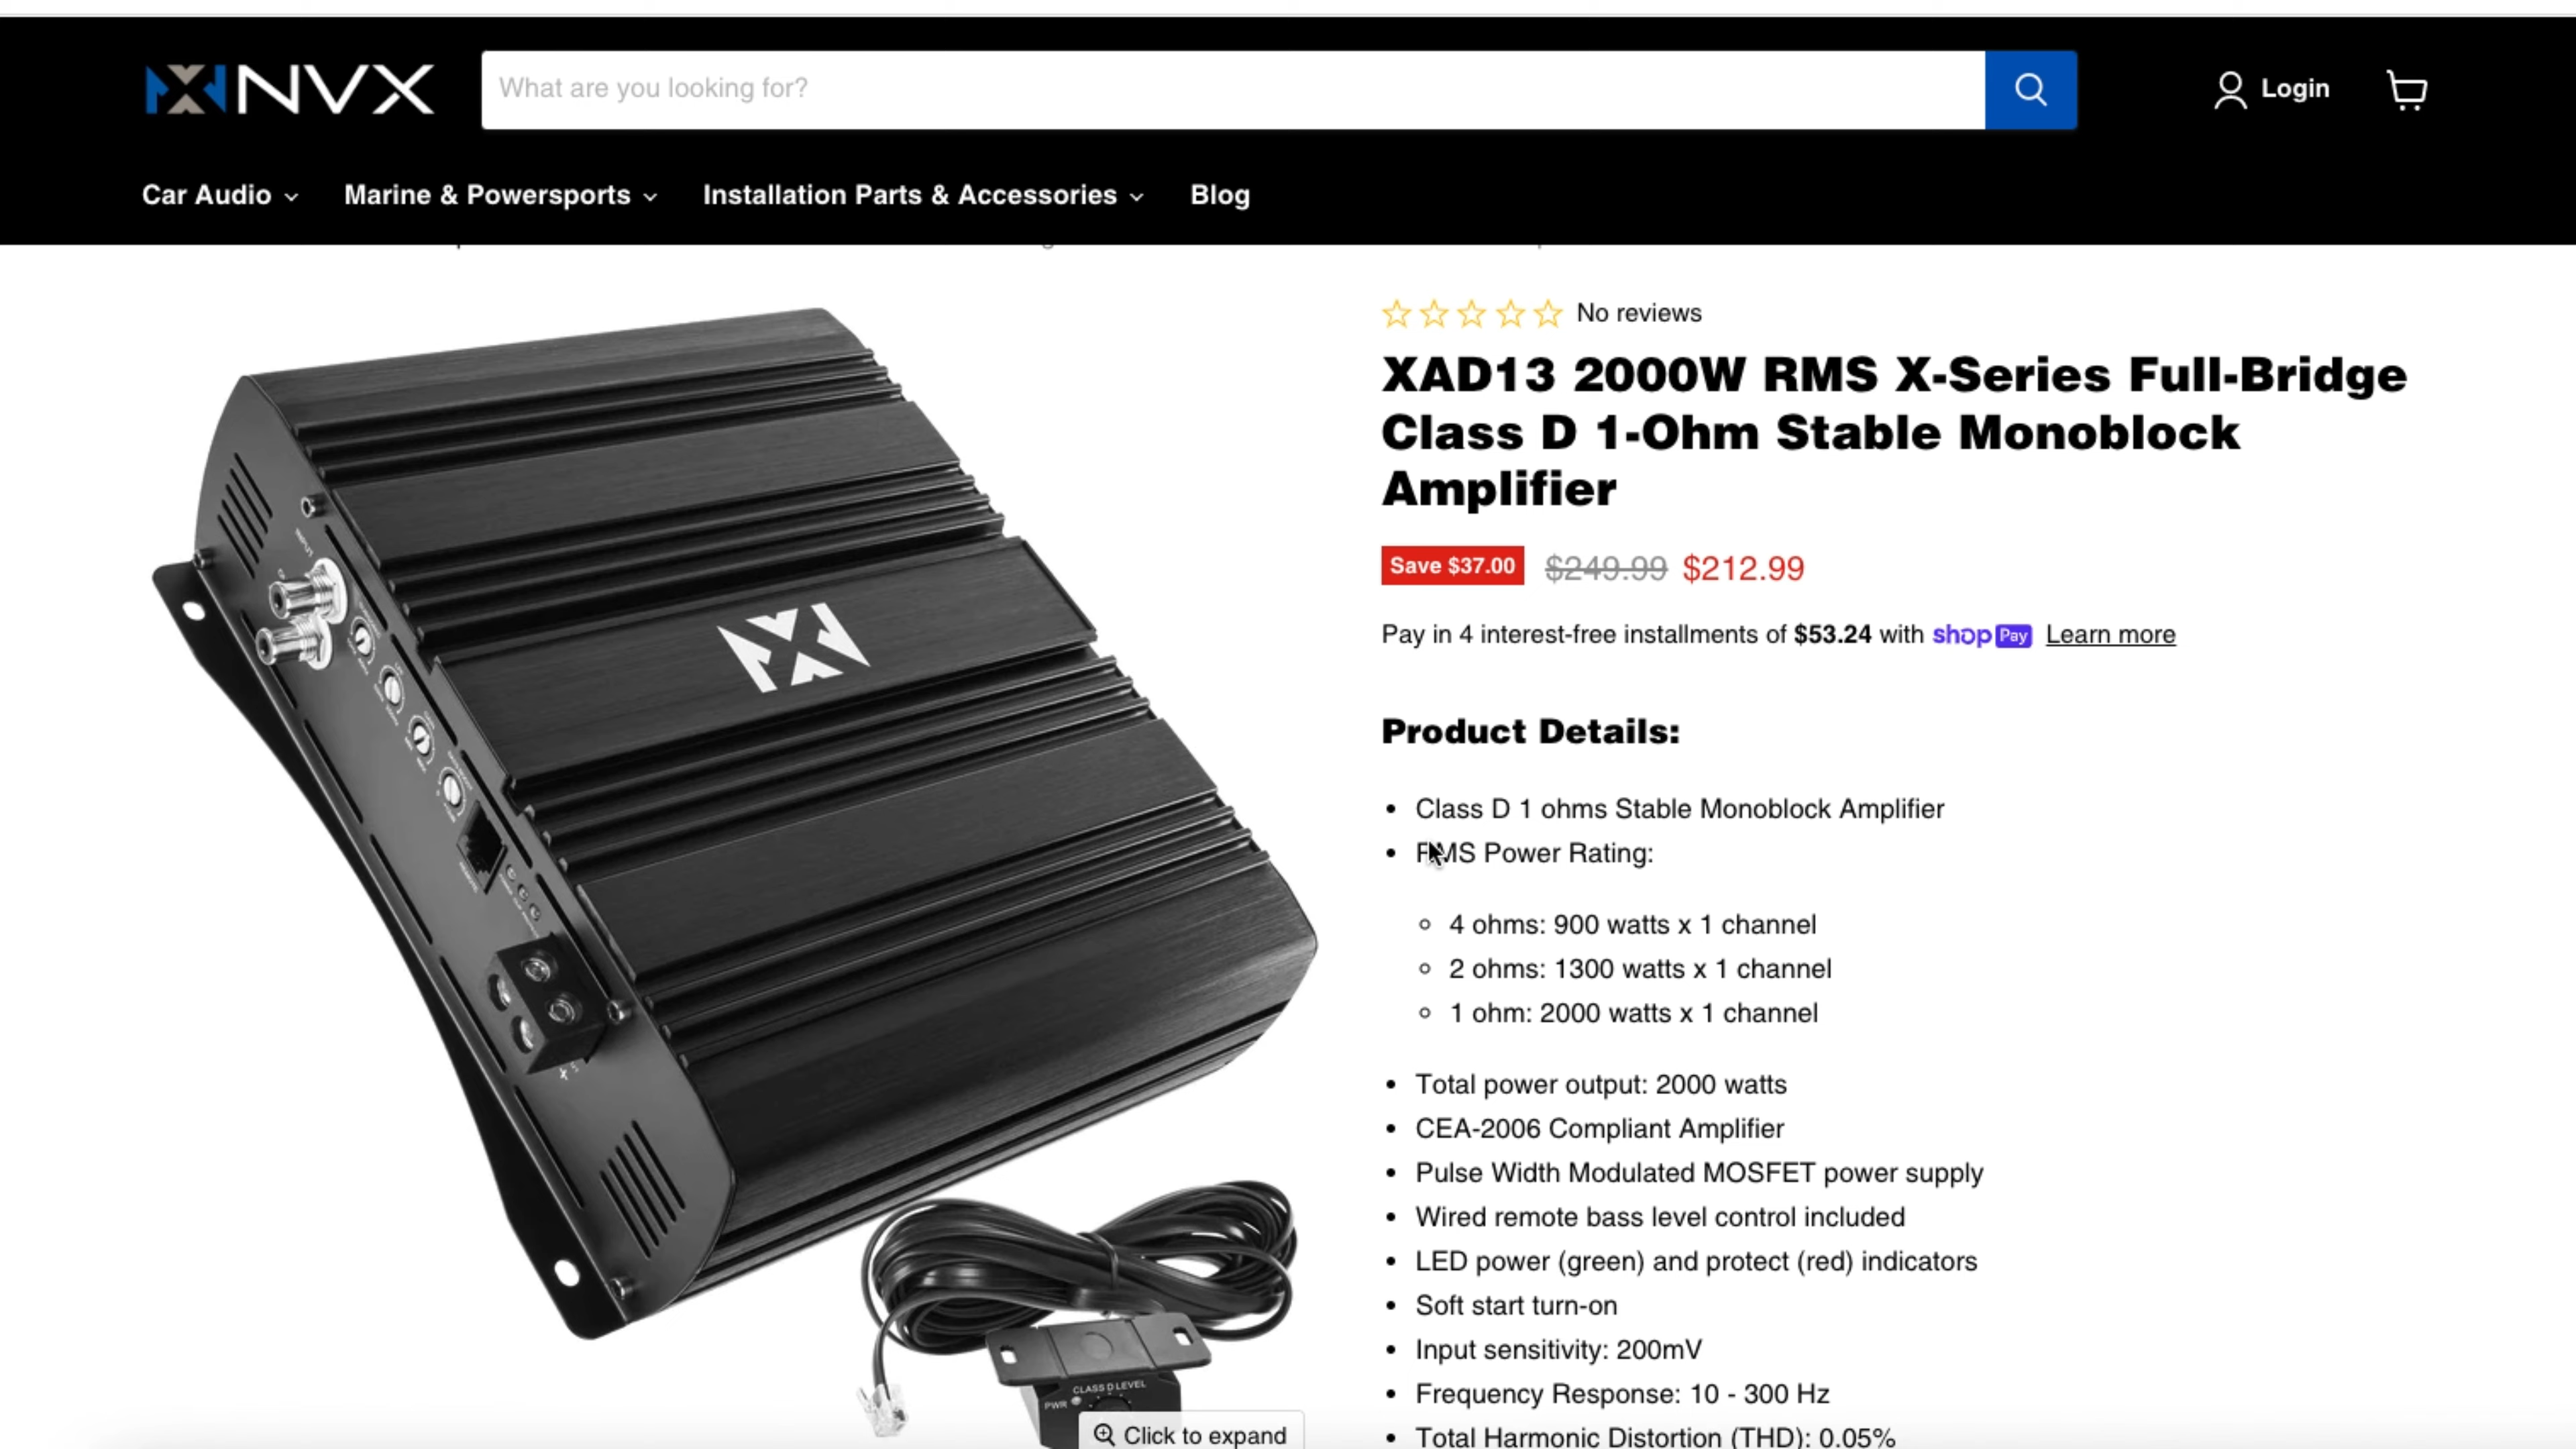 NVX
What are you looking for?
Login
Car Audio
Marine & Powersports
Installation Parts & Accessories
Blog
No reviews
XAD13 2000W RMS X-Series Full-Bridge
Class D 1-Ohm Stable Monoblock
Amplifier
Save $37.00 $249.99 $212.99
Pay in 4 interest-free installments of $53.24 with shop Pay Learn more
Product Details:
• Class D 1 ohms Stable Monoblock Amplifier
• RMS Power Rating:
4 ohms: 900 watts x 1 channel
2 ohms: 1300 watts x 1 channel
1 ohm: 2000 watts x 1 channel
• Total power output: 2000 watts
• CEA-2006 Compliant Amplifier
• Pulse Width Modulated MOSFET power supply
• Wired remote bass level control included
• LED power (green) and protect (red) indicators
• Soft start turn-on
• Input sensitivity: 200mV
• Frequency Response: 10 - 300 Hz
• Total Harmonic Distortion (THD): 0.05%
INPUT
REMOTE
CLASS D LEVEL
PWR
Click to expand